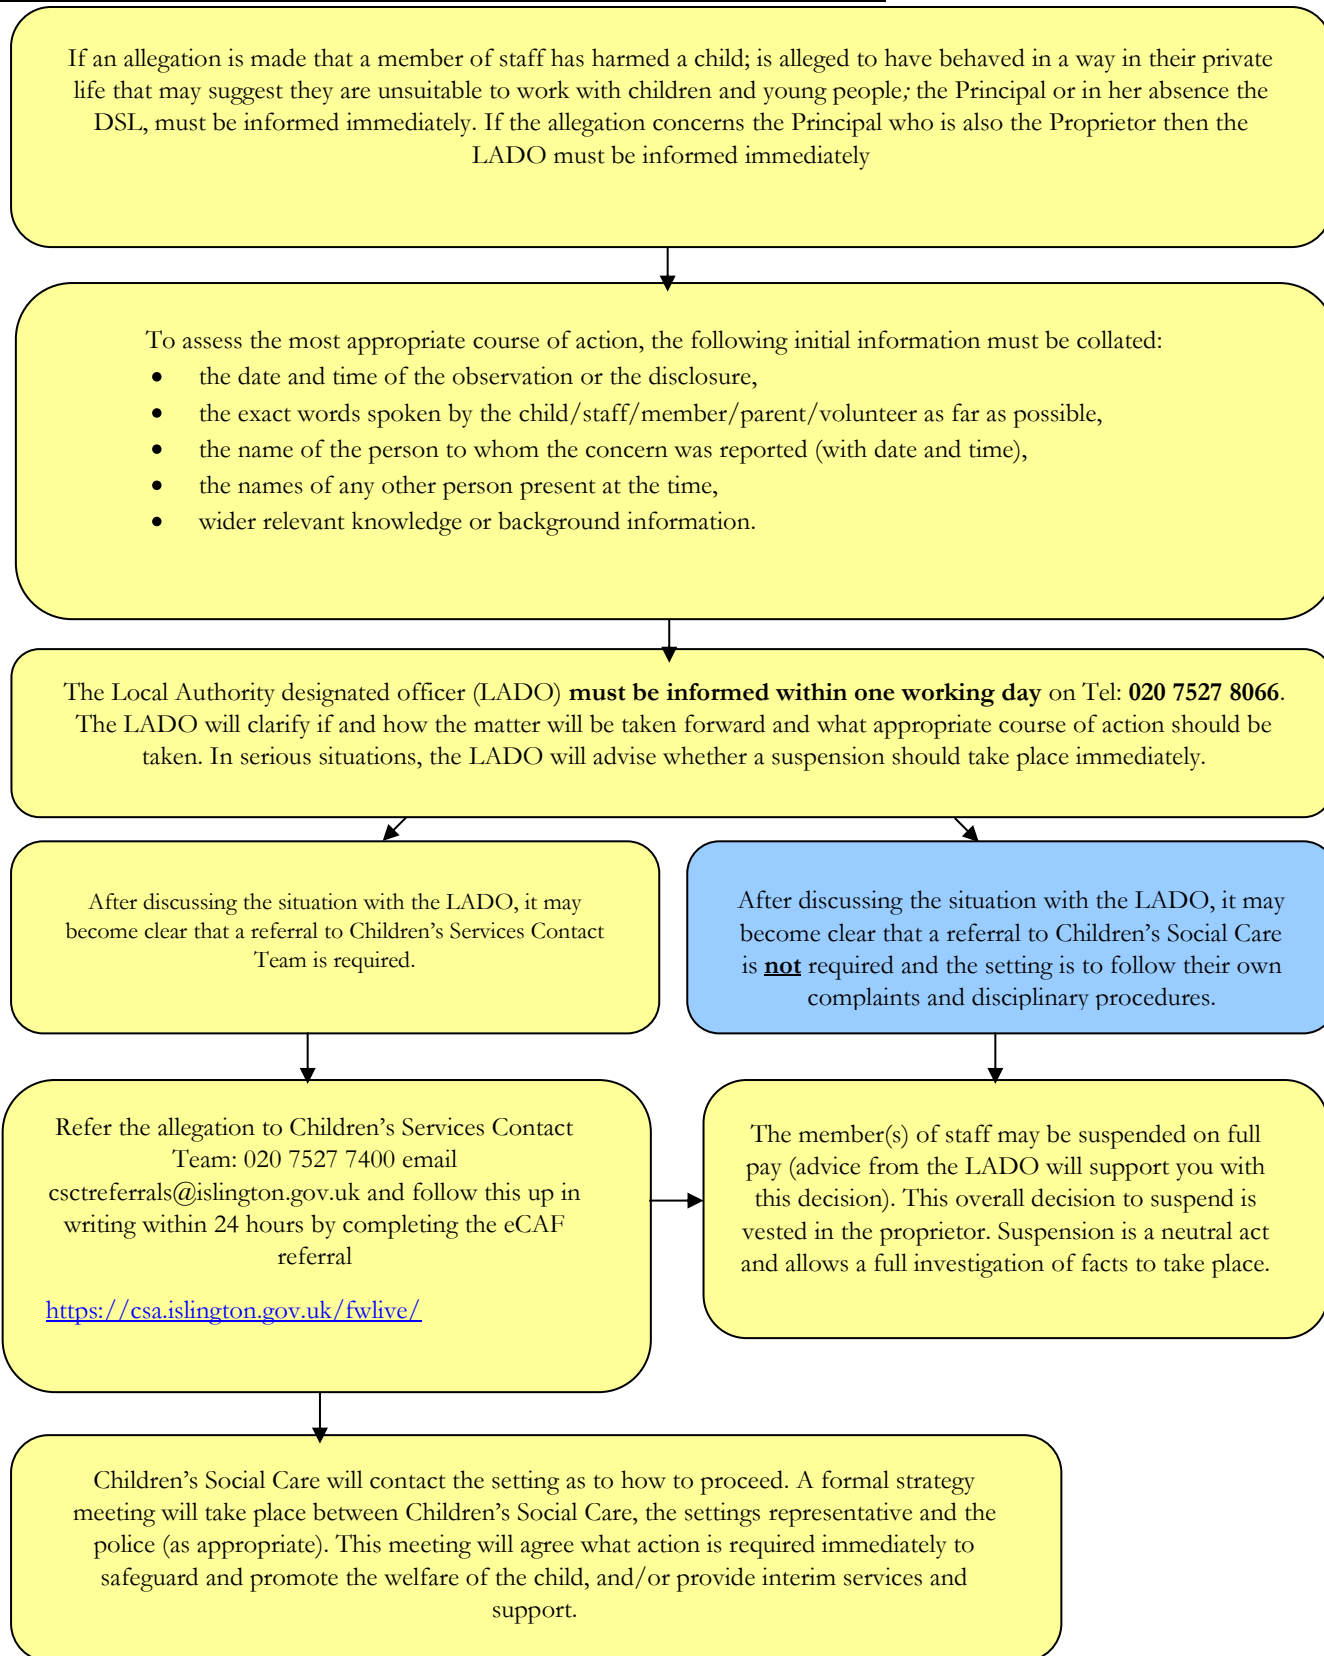 If an allegation is made that a member of staff has harmed a child; is alleged to have behaved in a way in their private
life that may suggest they are unsuitable to work with children and young people; the Principal or in her absence the
DSL, must be informed immediately. If the allegation concerns the Principal who is also the Proprietor then the
LADO must be informed immediately
To assess the most appropriate course of action, the following initial information must be collated:
• the date and time of the observation or the disclosure,
• the exact words spoken by the child/staff/member/parent/volunteer as far as possible,
• the name of the person to whom the concern was reported (with date and time),
• the names of any other person present at the time,
• wider relevant knowledge or background information.
The Local Authority designated officer (LADO) must be informed within one working day on Tel: 020 7527 8066.
The LADO will clarify if and how the matter will be taken forward and what appropriate course of action should be
taken. In serious situations, the LADO will advise whether a suspension should take place immediately.
After discussing the situation with the LADO, it may
become clear that a referral to Children’s Services Contact
Team is required.
After discussing the situation with the LADO, it may
become clear that a referral to Children’s Social Care
is not required and the setting is to follow their own
complaints and disciplinary procedures.
Refer the allegation to Children’s Services Contact
Team: 020 7527 7400 email
csctreferrals@islington.gov.uk and follow this up in
writing within 24 hours by completing the eCAF
referral
https://csa.islington.gov.uk/fwlive/
The member(s) of staff may be suspended on full
pay (advice from the LADO will support you with
this decision). This overall decision to suspend is
vested in the proprietor. Suspension is a neutral act
and allows a full investigation of facts to take place.
Children’s Social Care will contact the setting as to how to proceed. A formal strategy
meeting will take place between Children’s Social Care, the settings representative and the
police (as appropriate). This meeting will agree what action is required immediately to
safeguard and promote the welfare of the child, and/or provide interim services and
support.